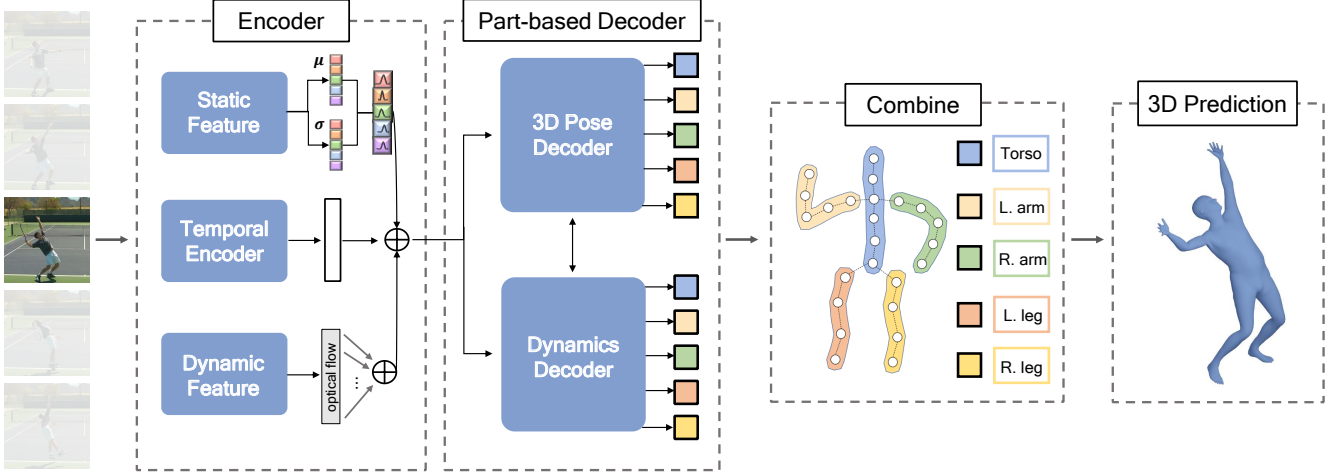 Encoder
Part-based Decoder
Combine
3D Prediction
Static
Feature
μ
σ
Temporal
Encoder
Dynamic
Feature
optical flow
...
3D Pose
Decoder
Dynamics
Decoder
Torso
L. arm
R. arm
L. leg
R. leg